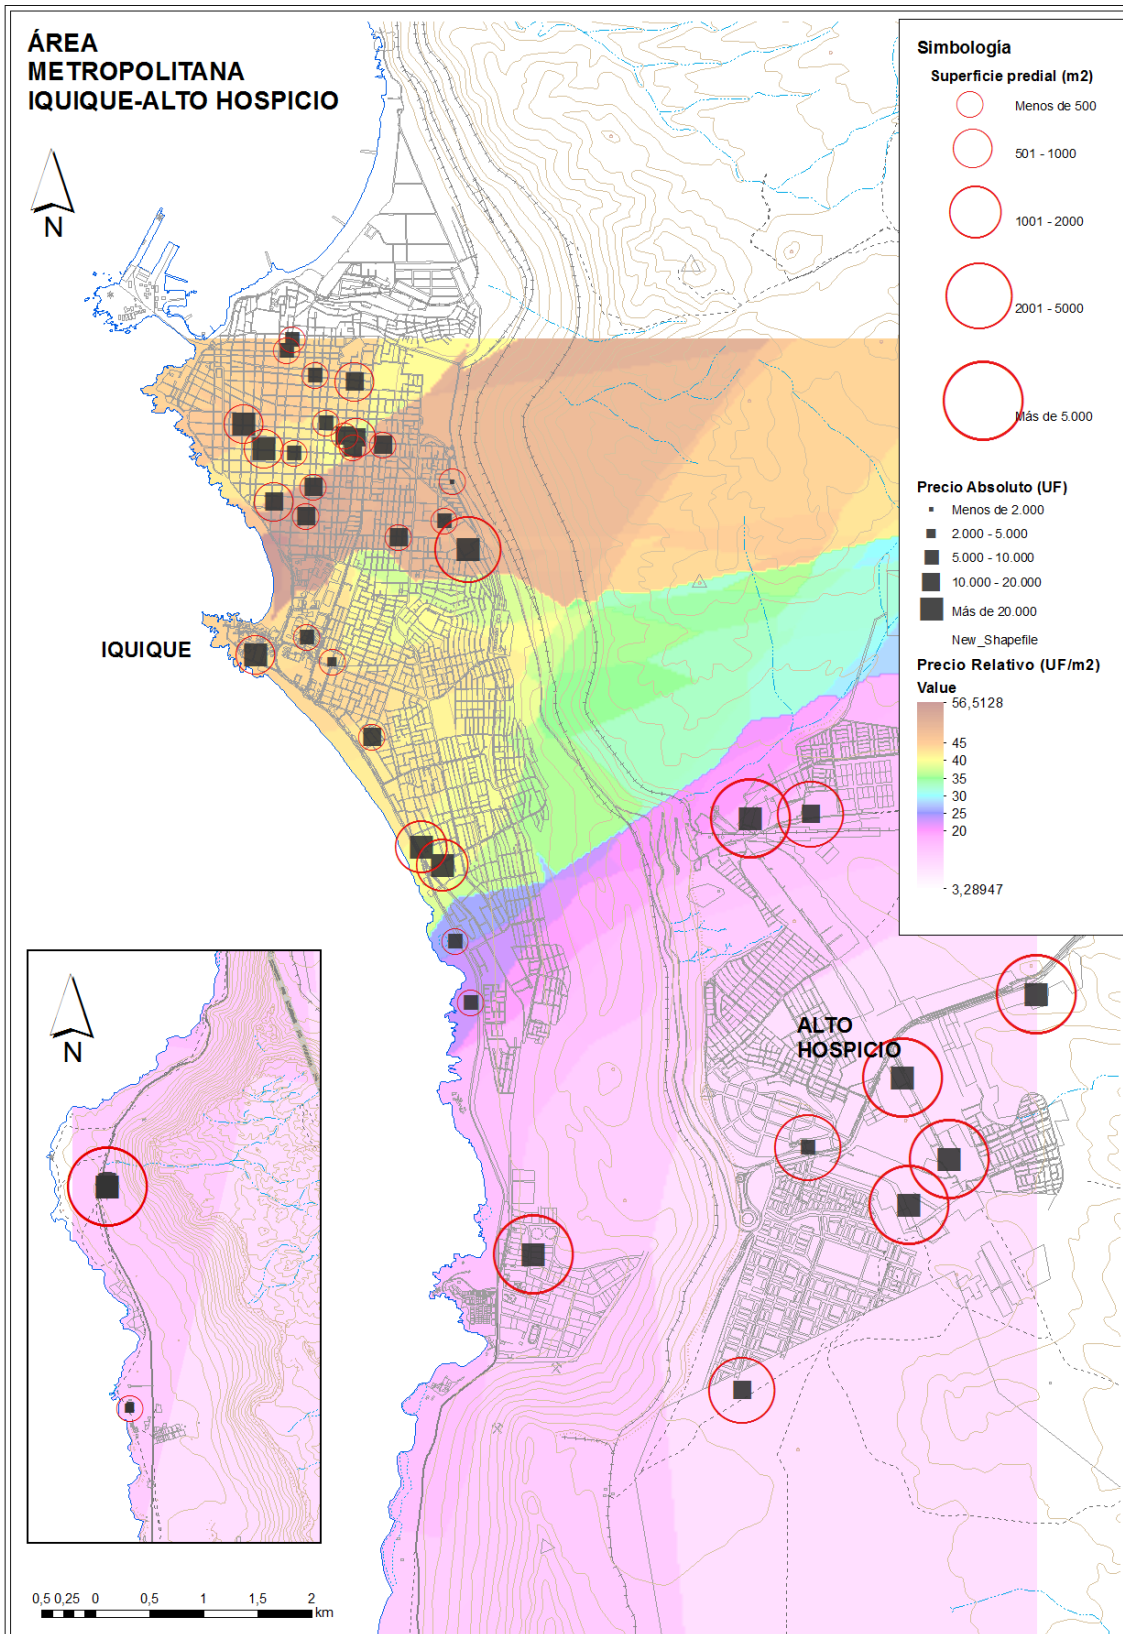 ÁREA
METROPOLITANA
IQUIQUE-ALTO HOSPICIO
N
IQUIQUE
ALTO
HOSPICIO
N
0,5 0,25 0 0,5 1 1,5 2
km
Simbología
Superficie predial (m2)
Menos de 500
501 - 1000
1001 - 2000
2001 - 5000
Más de 5.000
Precio Absoluto (UF)
Menos de 2.000
2.000 - 5.000
5.000 - 10.000
10.000 - 20.000
Más de 20.000
New_Shapefile
Precio Relativo (UF/m2)
Value
56,5128
45
40
35
30
25
20
3,28947